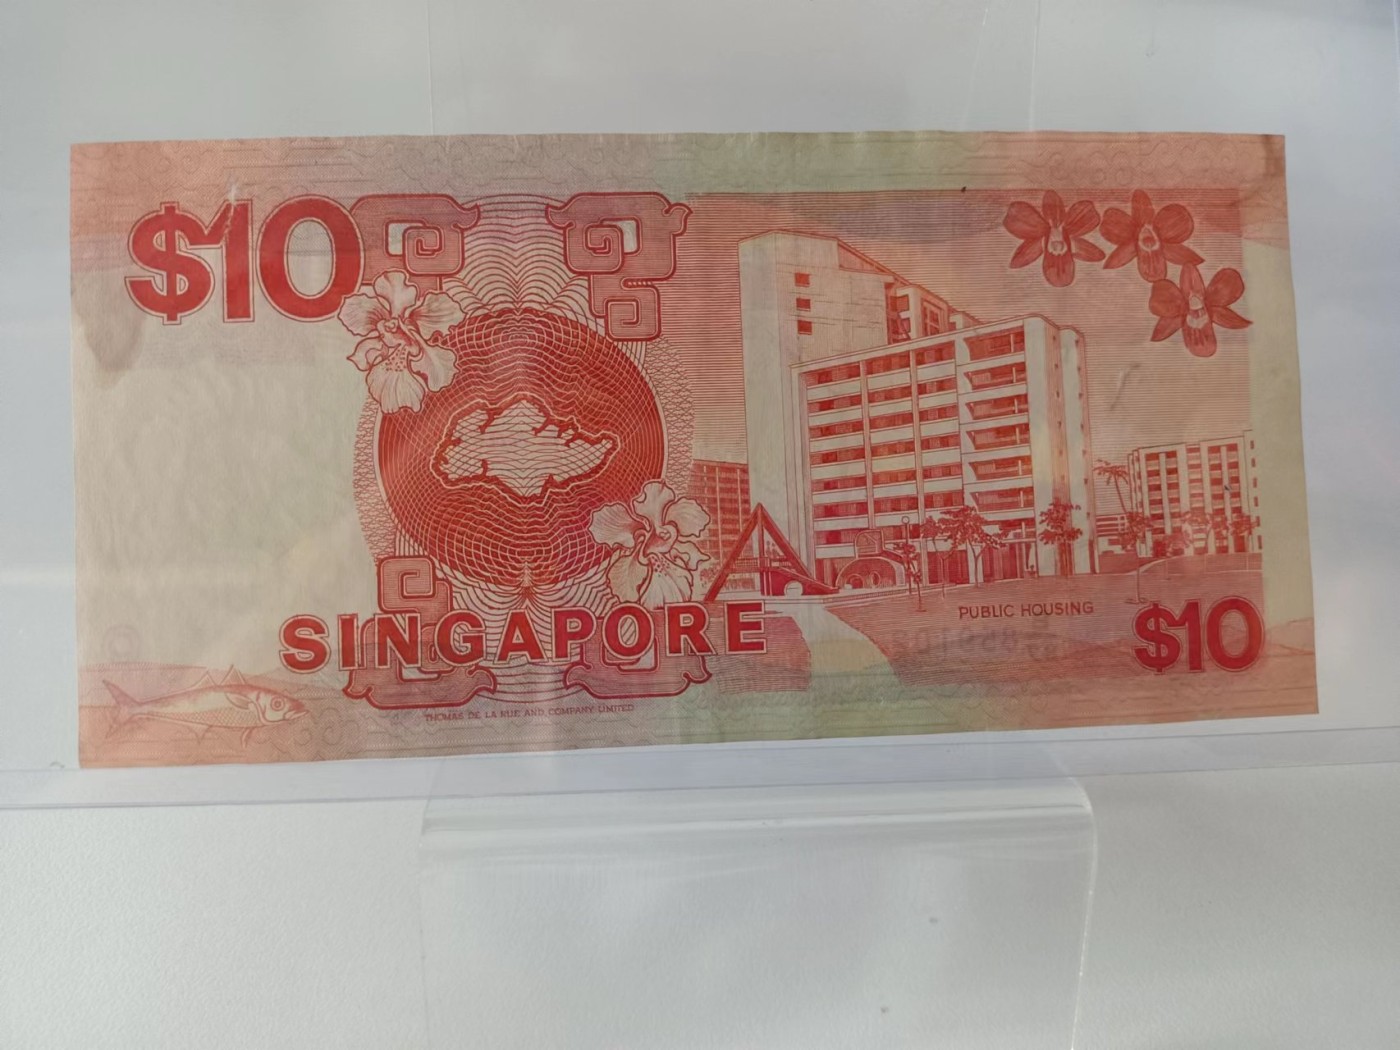 $10
SINGAPORE
THOMAS DE LA RUE AND COMPANY LIMITED
PUBLIC HOUSING
$10